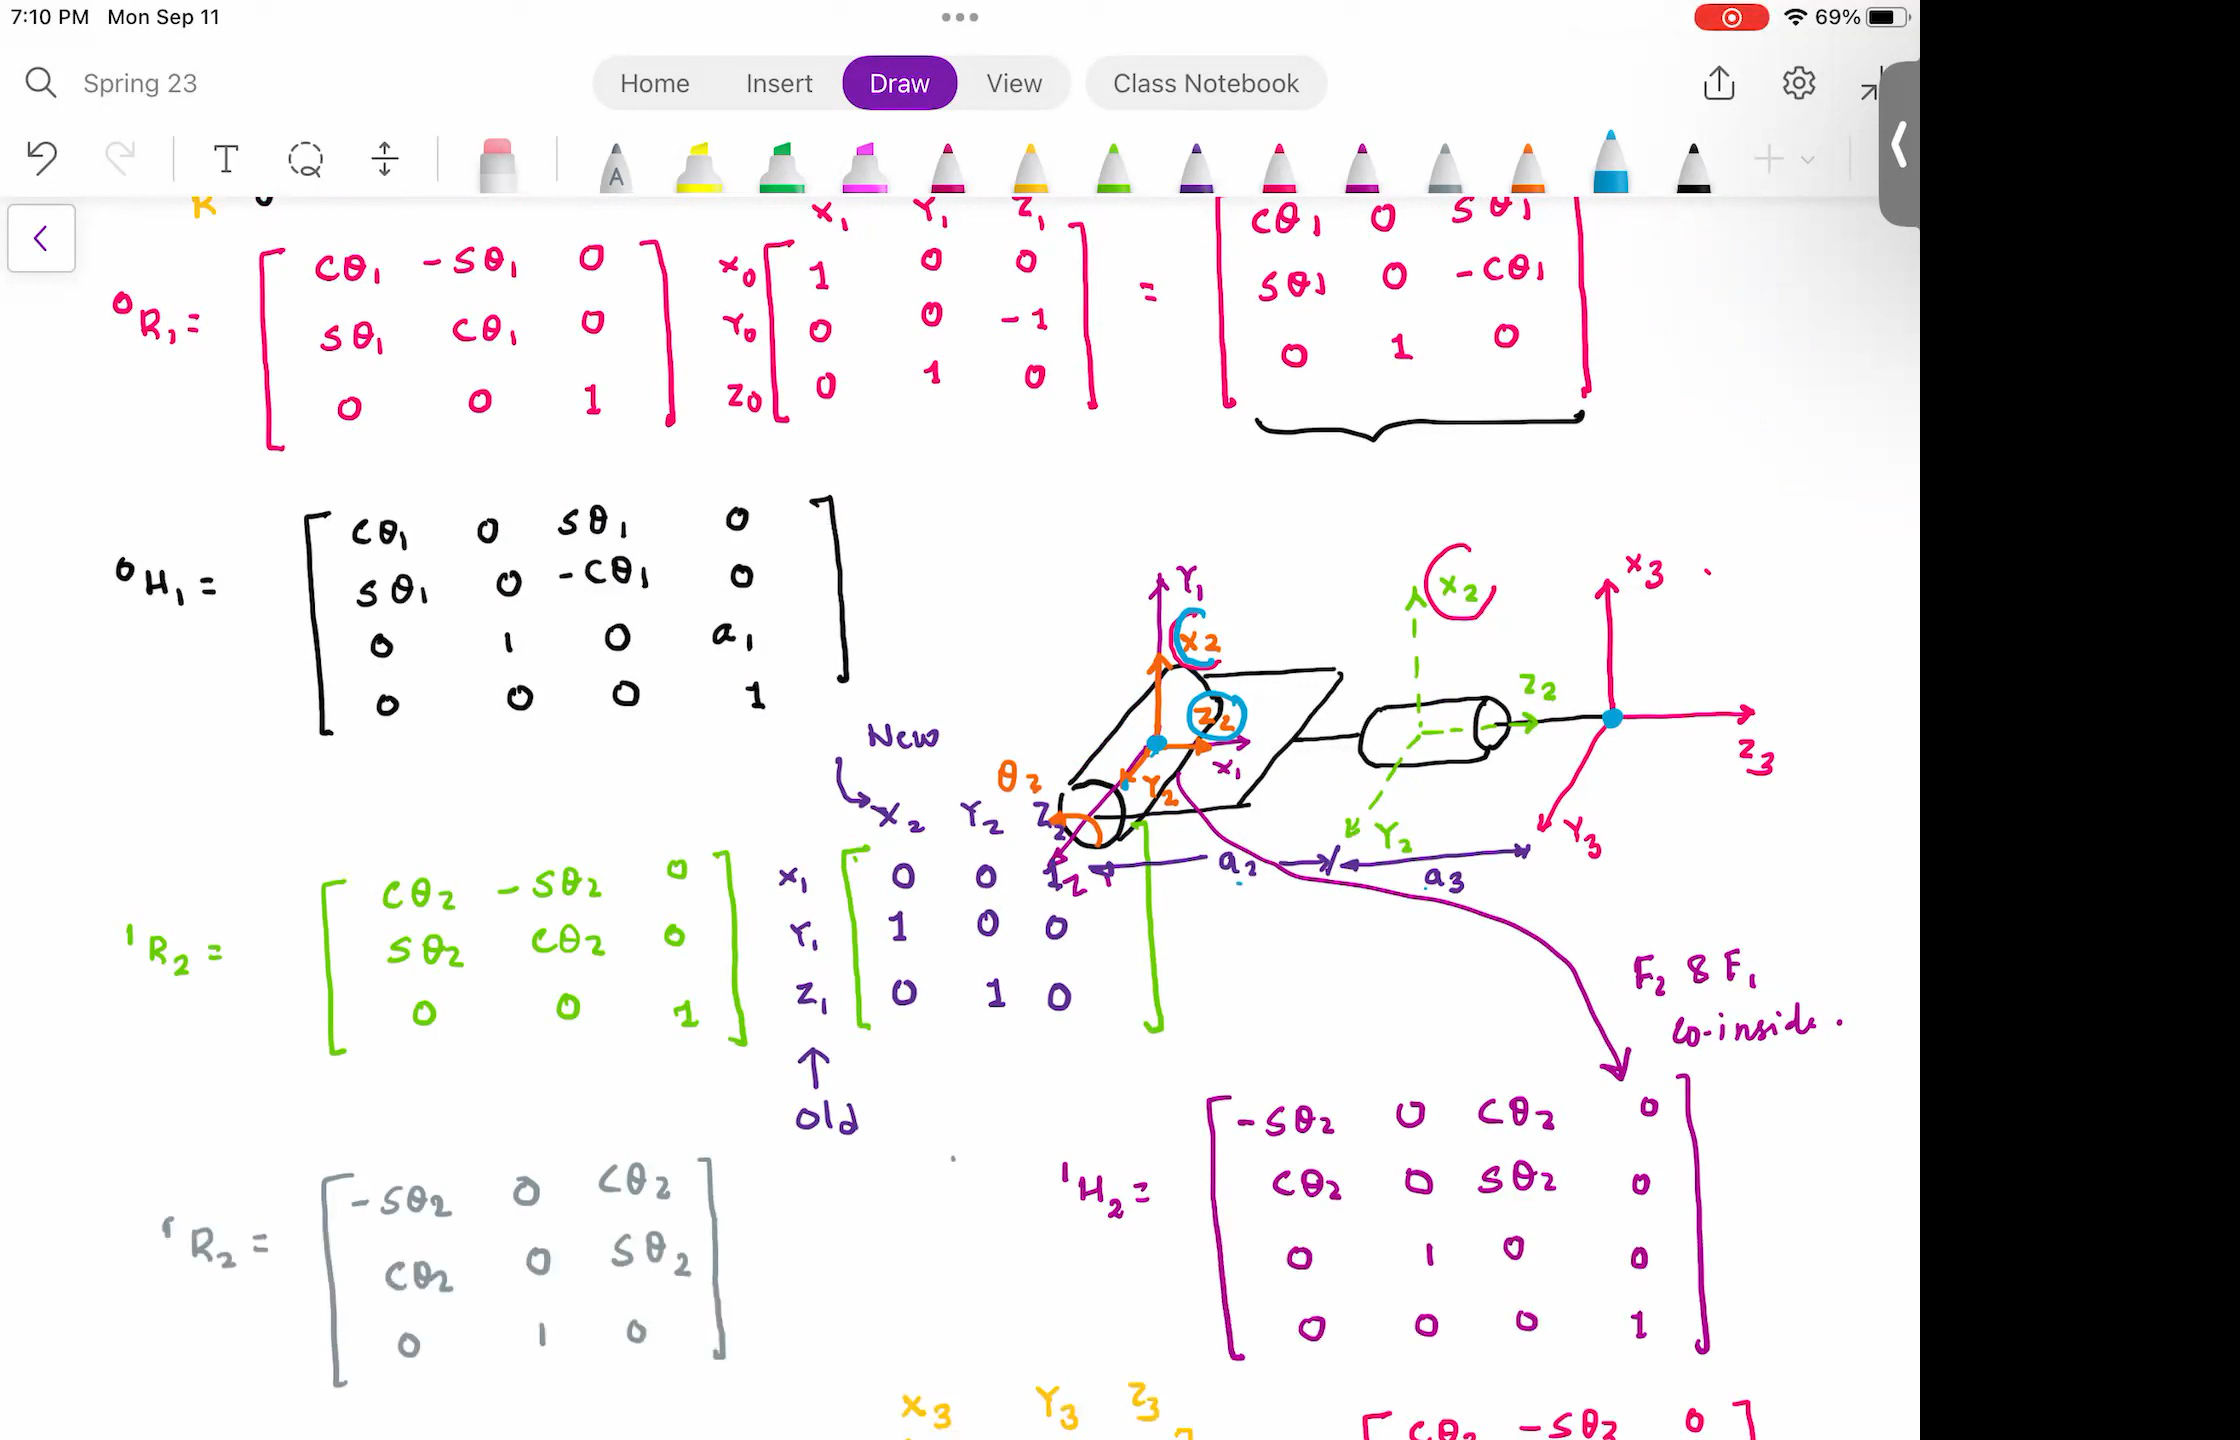 7:10 PM Mon Sep 11
69%
Spring 23
Home Insert Draw View Class Notebook
T A
X₁ Y₁ Z₁
⁰R₁ =
cθ₁ -sθ₁ 0
sθ₁ cθ₁ 0
0 0 1
X₀ 1 0 0
Y₀ 0 0 -1
Z₀ 0 1 0
=
cθ₁ 0 sθ₁
sθ₁ 0 -cθ₁
0 1 0
⁰H₁ =
cθ₁ 0 sθ₁ 0
sθ₁ 0 -cθ₁ 0
0 1 0 a₁
0 0 0 1
Y₁
X₂
Z₂
X₁
Y₂
θ₂
X₂
Z₂
Y₂
X₃
Z₃
Y₃
a₂
a₃
New
X₂ Y₂ Z₂
¹R₂ =
cθ₂ -sθ₂ 0
sθ₂ cθ₂ 0
0 0 1
X₁ 0 0 1
Y₁ 1 0 0
Z₁ 0 1 0
old
F₂ & F₁
co-inside.
¹R₂ =
-sθ₂ 0 cθ₂
cθ₂ 0 sθ₂
0 1 0
¹H₂ =
-sθ₂ 0 cθ₂ 0
cθ₂ 0 sθ₂ 0
0 1 0 0
0 0 0 1
X₃ Y₃ Z₃